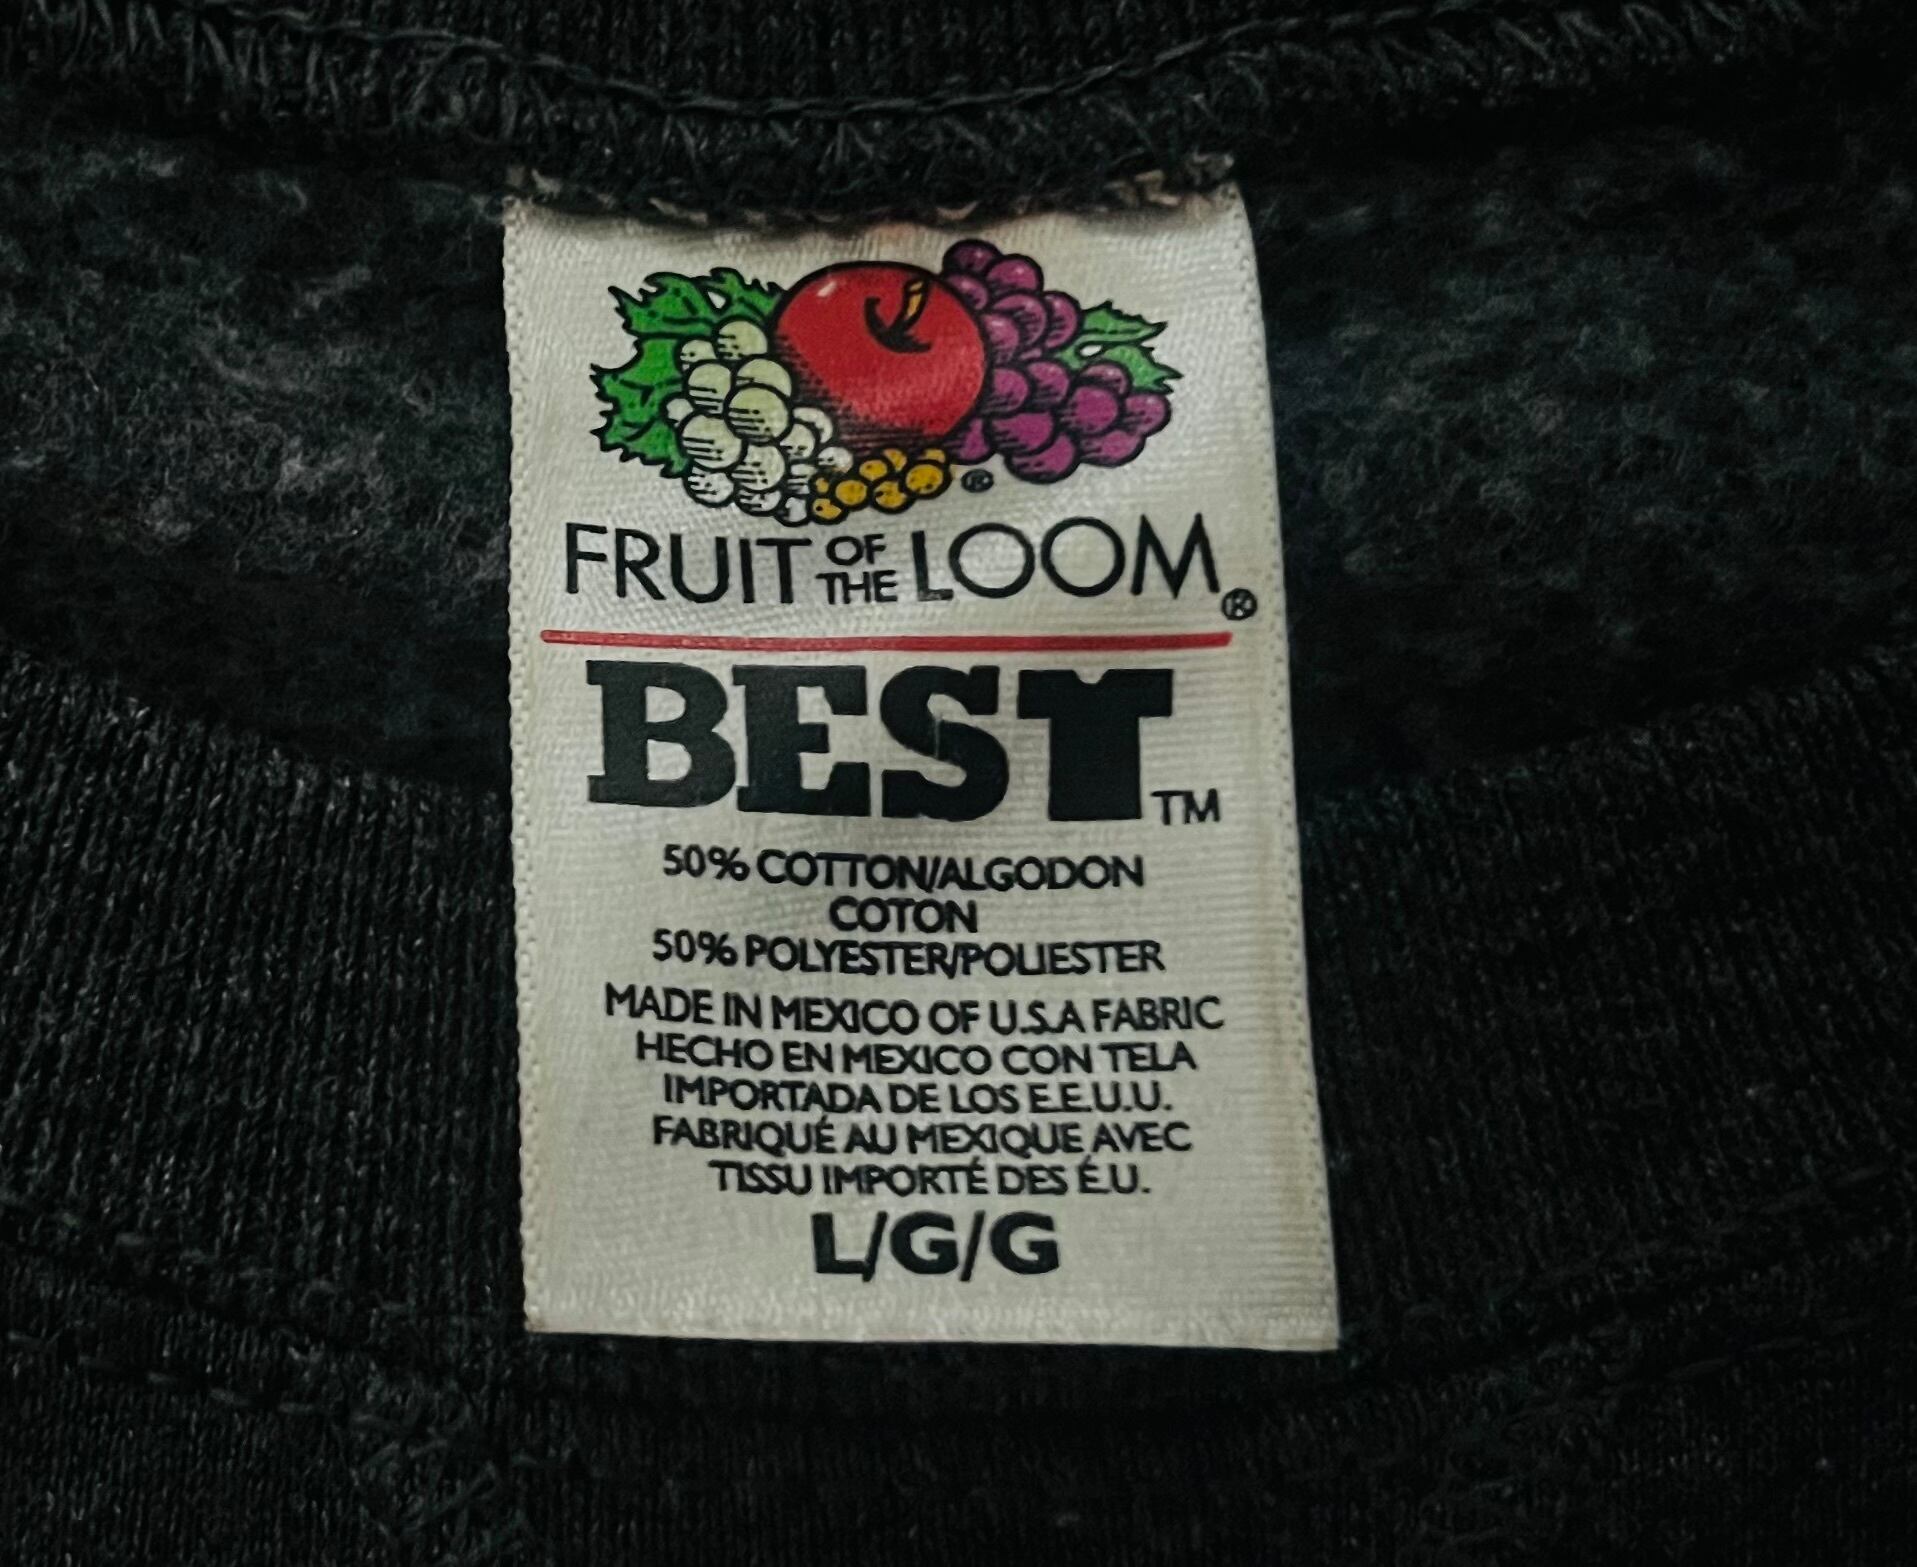 ®
FRUIT OF THE LOOM®
BEST™
50% COTTON/ALGODON
COTON
50% POLYESTER/POLIESTER
MADE IN MEXICO OF U.S.A FABRIC
HECHO EN MEXICO CON TELA
IMPORTADA DE LOS E.E.U.U.
FABRIQUÉ AU MEXIQUE AVEC
TISSU IMPORTÉ DES É.U.
L/G/G